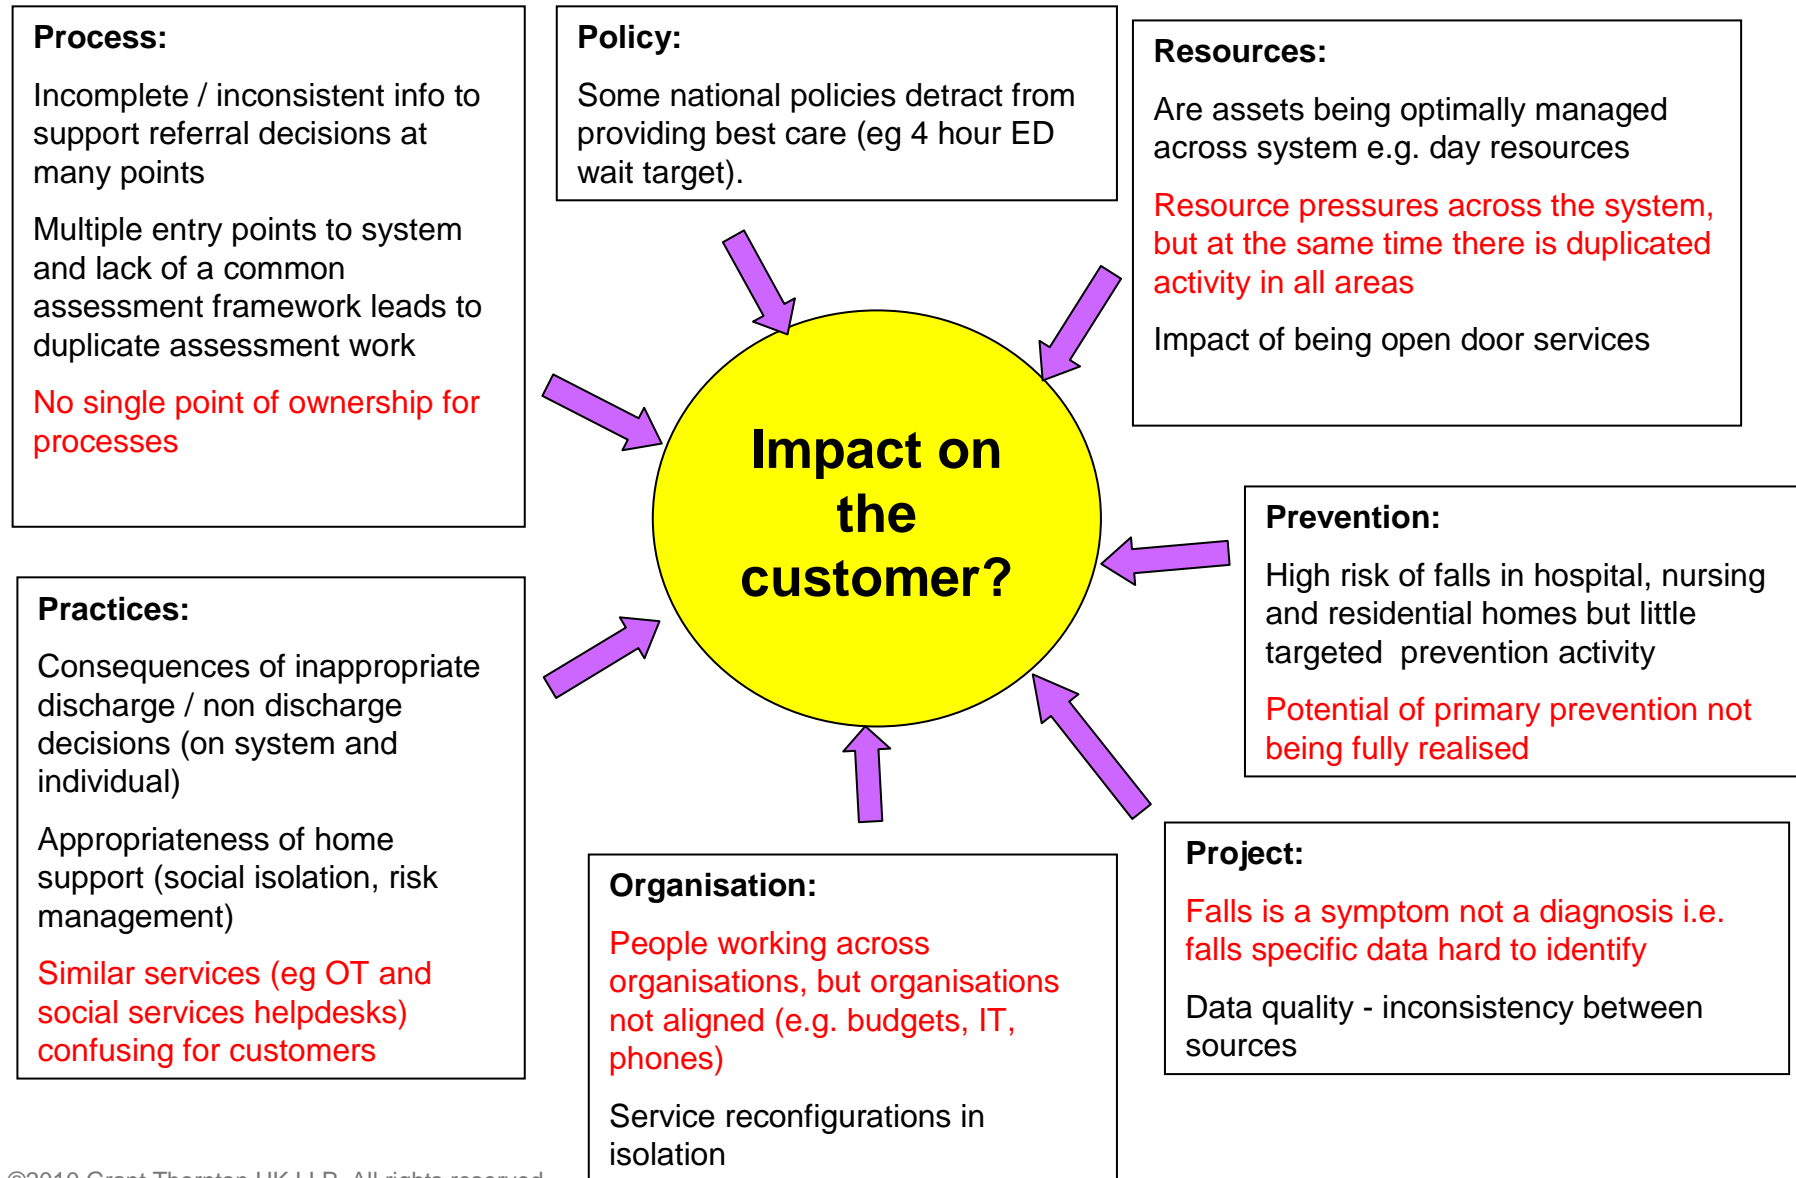 Process:
Incomplete / inconsistent info to
support referral decisions at
many points
Multiple entry points to system
and lack of a common
assessment framework leads to
duplicate assessment work
No single point of ownership for
processes
Policy:
Some national policies detract from
providing best care (eg 4 hour ED
wait target).
Resources:
Are assets being optimally managed
across system e.g. day resources
Resource pressures across the system,
but at the same time there is duplicated
activity in all areas
Impact of being open door services
Impact on
the
customer?
Prevention:
High risk of falls in hospital, nursing
and residential homes but little
targeted  prevention activity
Potential of primary prevention not
being fully realised
Practices:
Consequences of inappropriate
discharge / non discharge
decisions (on system and
individual)
Appropriateness of home
support (social isolation, risk
management)
Similar services (eg OT and
social services helpdesks)
confusing for customers
Organisation:
People working across
organisations, but organisations
not aligned (e.g. budgets, IT,
phones)
Service reconfigurations in
isolation
Project:
Falls is a symptom not a diagnosis i.e.
falls specific data hard to identify
Data quality - inconsistency between
sources
©2010 Grant Thornton UK LLP. All rights reserved